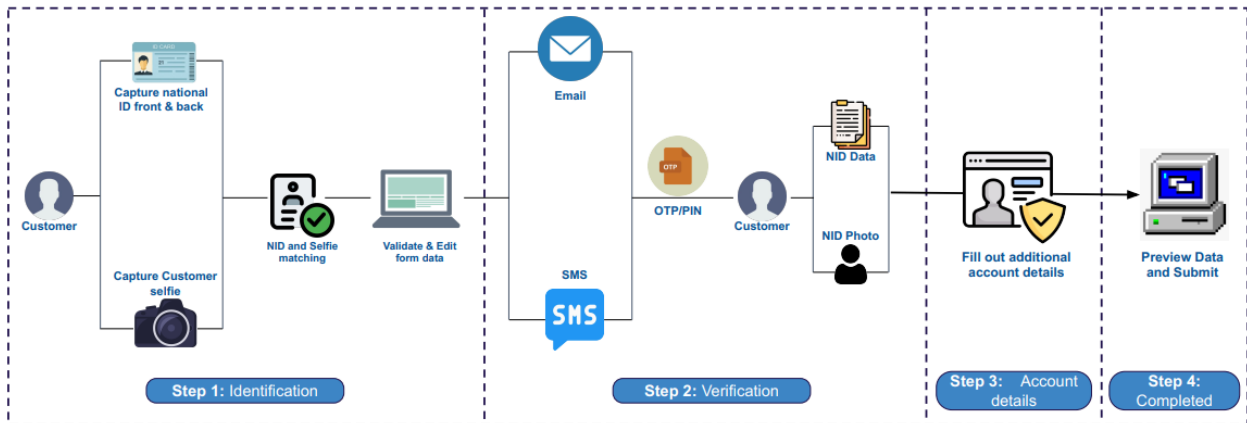 ID CARD
Capture national
ID front & back
Customer
NID and Selfie
matching
Validate & Edit
form data
Capture Customer
selfie
Step 1: Identification
Email
OTP
OTP/PIN
SMS
SMS
Customer
NID Data
NID Photo
Step 2: Verification
Fill out additional
account details
Step 3: Account
details
Preview Data
and Submit
Step 4:
Completed